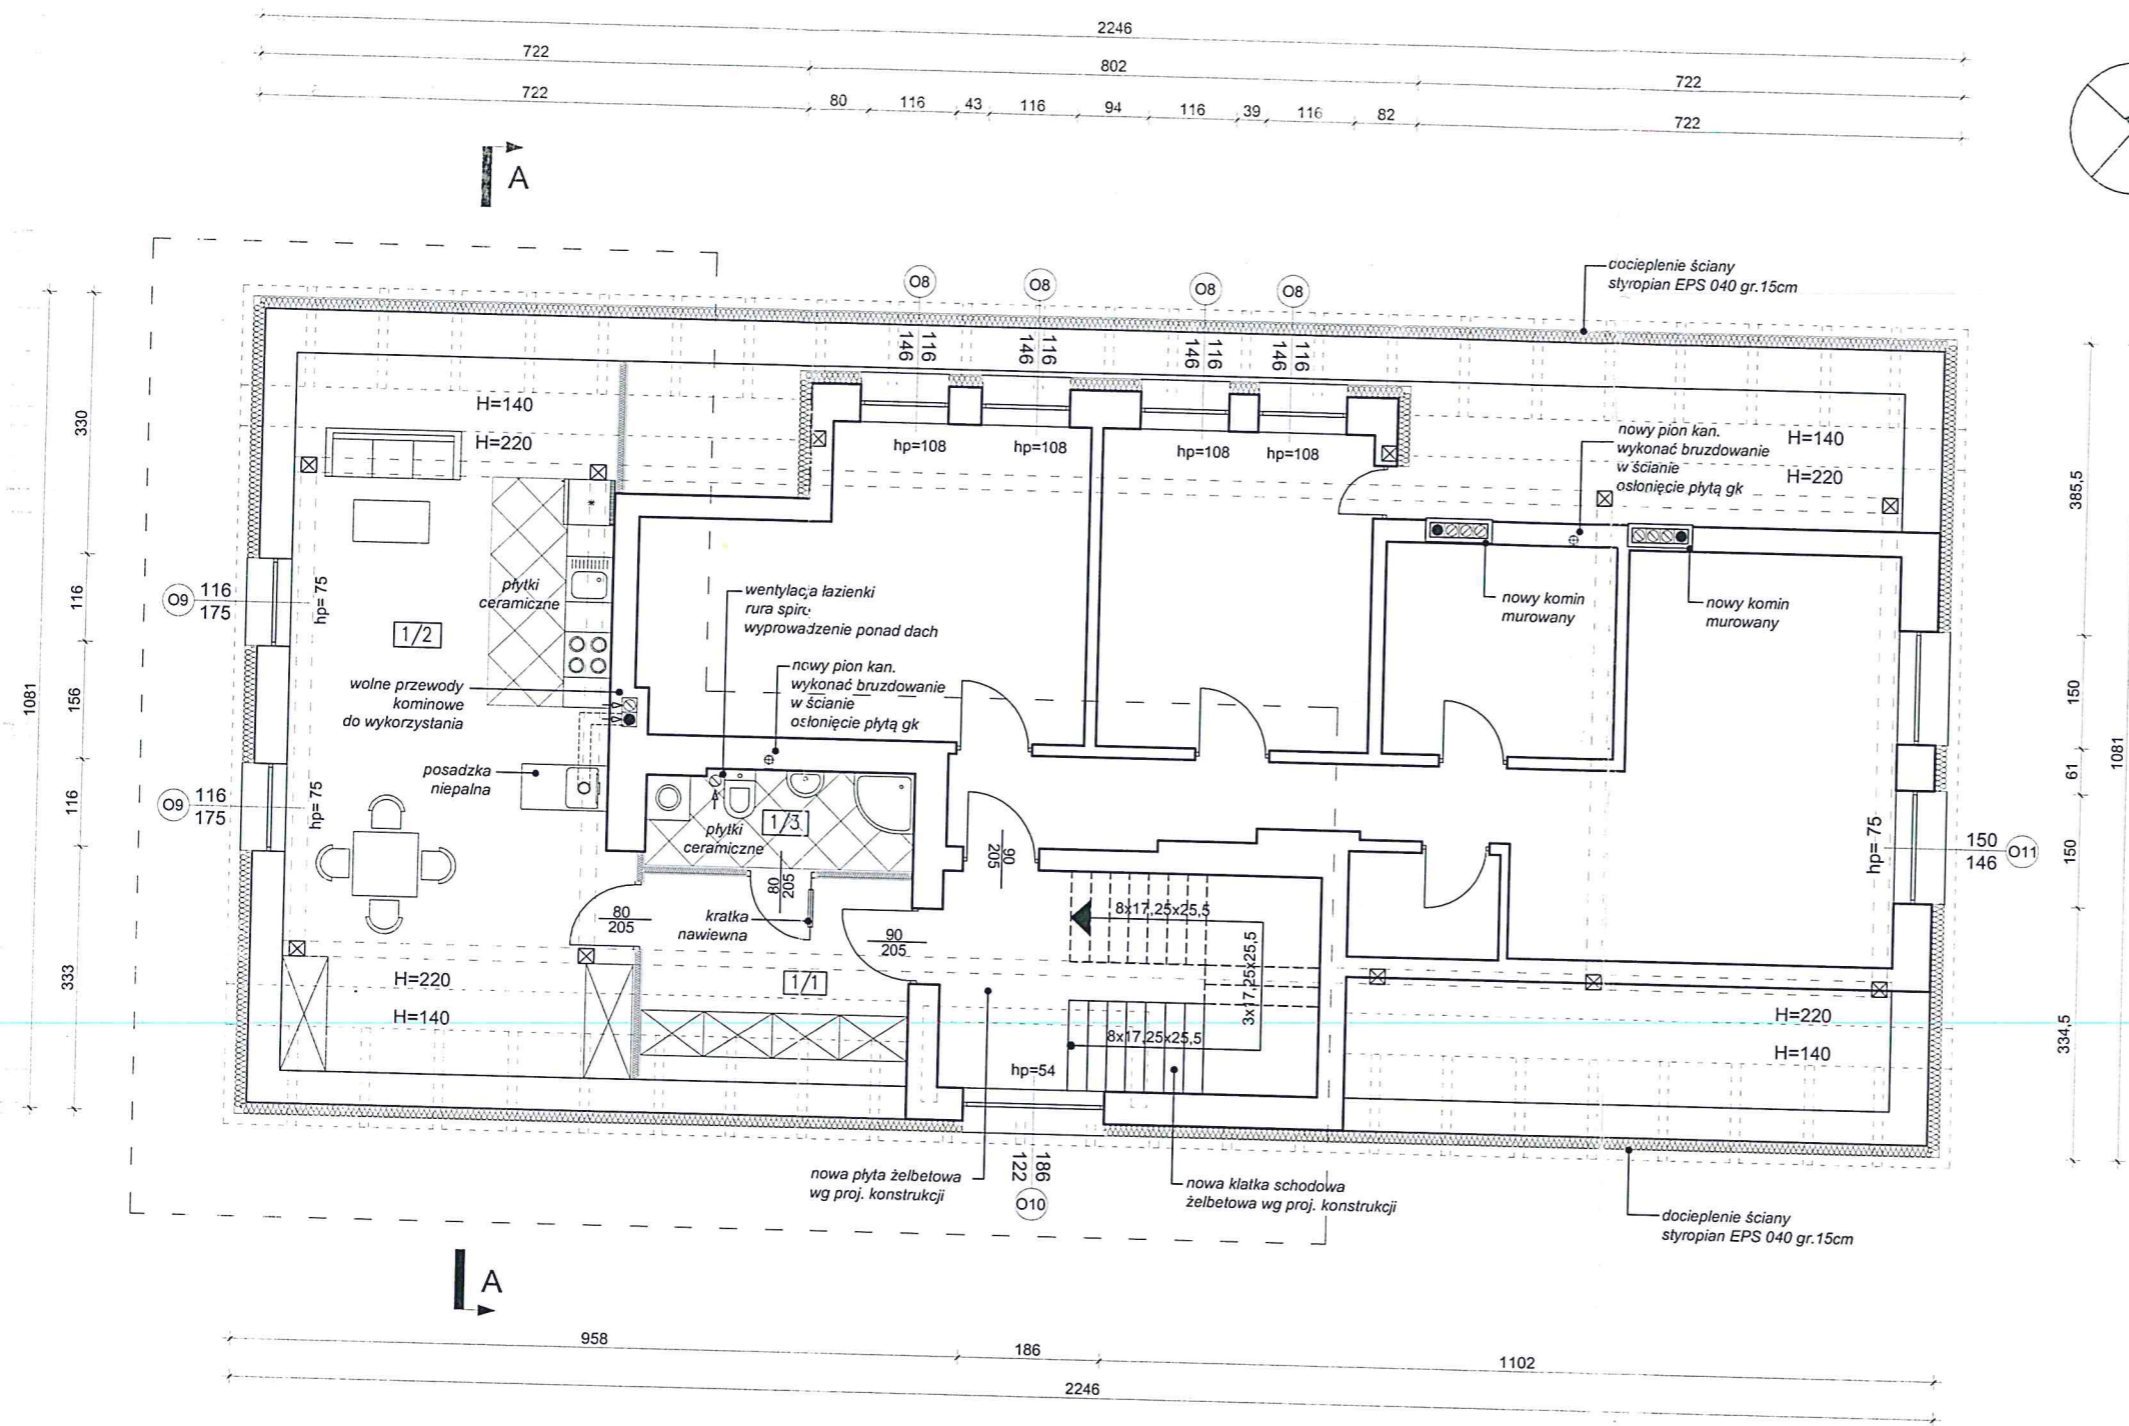 2246
722
802
722
722
80
116
43
116
94
116
39
116
82
722
A
docieplenie ściany
styropian EPS 040 gr.15cm
O8
O8
O8
O8
116
146
116
146
116
146
116
146
H=140
H=220
hp=108
hp=108
hp=108
hp=108
nowy pion kan.
wykonać bruzdowanie
w ścianie
osłonięcie płytą gk
H=140
H=220
330
116
156
116
333
1081
385,5
150
61
150
334,5
1081
O9
116
175
hp= 75
płytki
ceramiczne
1/2
wentylacja łazienki
rura spiro
wyprowadzenie ponad dach
nowy komin
murowany
nowy komin
murowany
wolne przewody
kominowe
do wykorzystania
nowy pion kan.
wykonać bruzdowanie
w ścianie
osłonięcie płytą gk
posadzka
niepalna
O9
116
175
hp= 75
1/3
płytki
ceramiczne
80
205
90
205
hp= 75
150
146
O11
80
205
kratka
nawiewna
90
205
8x17,25x25,5
3x17,25x25,5
8x17,25x25,5
1/1
H=220
H=140
H=220
H=140
hp=54
nowa płyta żelbetowa
wg proj. konstrukcji
186
122
O10
nowa klatka schodowa
żelbetowa wg proj. konstrukcji
docieplenie ściany
styropian EPS 040 gr.15cm
A
958
186
1102
2246